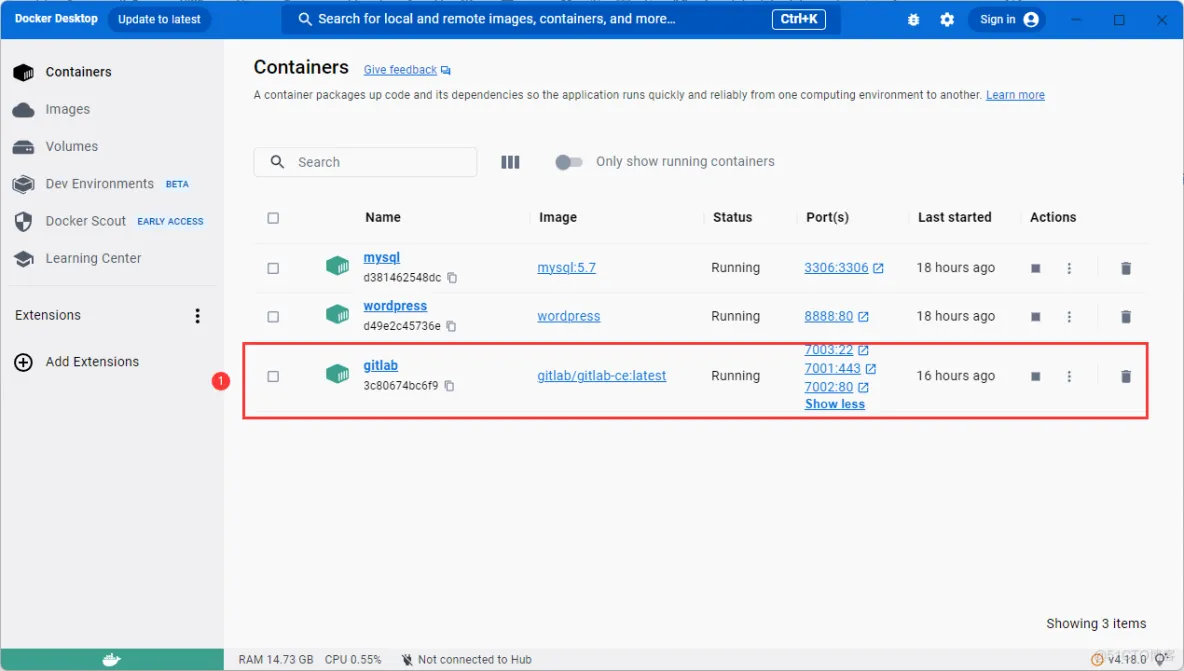 Docker Desktop Update to latest Search for local and remote images, containers, and more... Ctrl+K Sign in
Containers
Images
Volumes
Dev Environments BETA
Docker Scout EARLY ACCESS
Learning Center
Extensions
Add Extensions
Containers Give feedback
A container packages up code and its dependencies so the application runs quickly and reliably from one computing environment to another. Learn more
Search Only show running containers
Name Image Status Port(s) Last started Actions
mysql
d381462548dc
mysql:5.7 Running 3306:3306 18 hours ago
wordpress
d49e2c45736e
wordpress Running 8888:80 18 hours ago
1
gitlab
3c80674bc6f9
gitlab/gitlab-ce:latest Running
7003:22
7001:443
7002:80
Show less
16 hours ago
Showing 3 items
RAM 14.73 GB CPU 0.55% Not connected to Hub v4.18.0